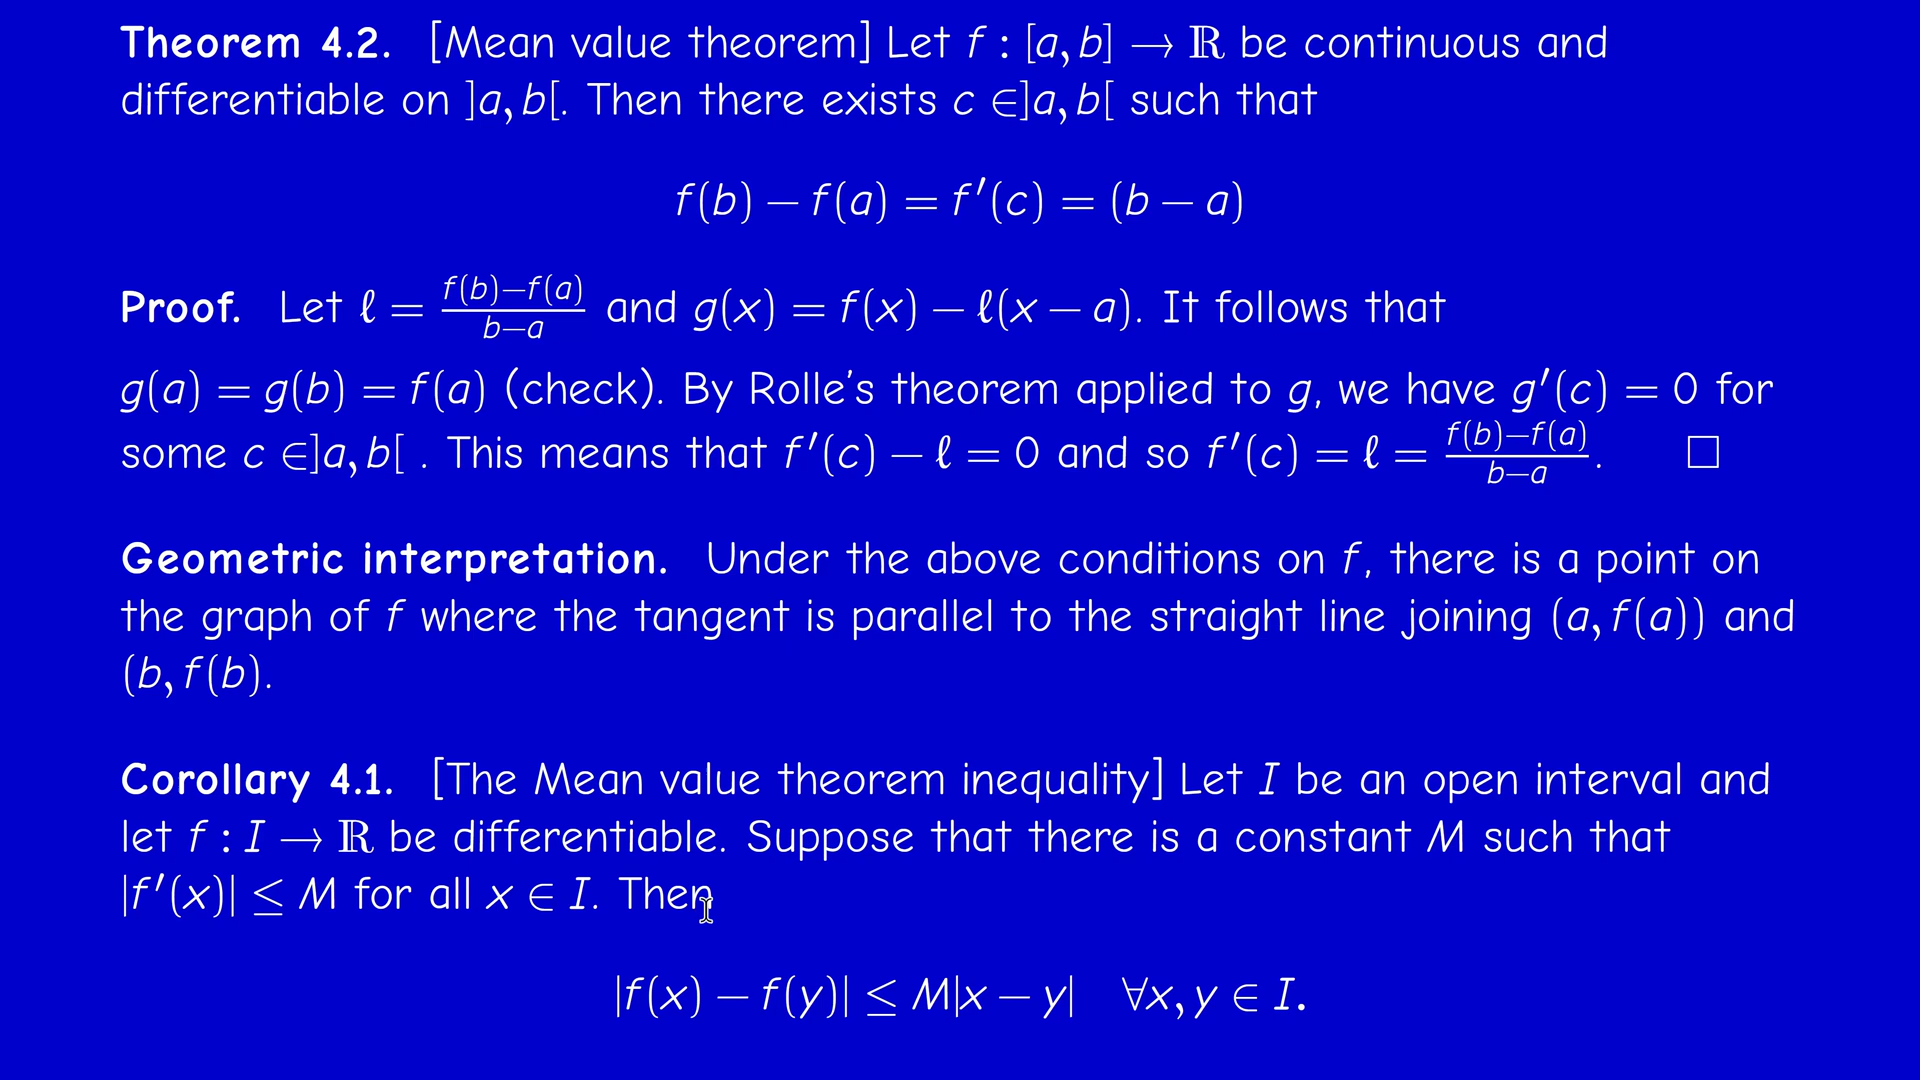 Theorem 4.2. [Mean value theorem] Let f : [a, b] → ℝ be continuous and
differentiable on ]a, b[. Then there exists c ∈]a, b[ such that
f(b) − f(a) = f′(c) = (b − a)
Proof. Let ℓ = \frac{f(b)−f(a)}{b−a} and g(x) = f(x) − ℓ(x − a). It follows that
g(a) = g(b) = f(a) (check). By Rolle's theorem applied to g, we have g′(c) = 0 for
some c ∈]a, b[ . This means that f′(c) − ℓ = 0 and so f′(c) = ℓ = \frac{f(b)−f(a)}{b−a}. □
Geometric interpretation. Under the above conditions on f, there is a point on
the graph of f where the tangent is parallel to the straight line joining (a, f(a)) and
(b, f(b).
Corollary 4.1. [The Mean value theorem inequality] Let I be an open interval and
let f : I → ℝ be differentiable. Suppose that there is a constant M such that
|f′(x)| ≤ M for all x ∈ I. Then
|f(x) − f(y)| ≤ M|x − y| ∀x, y ∈ I.